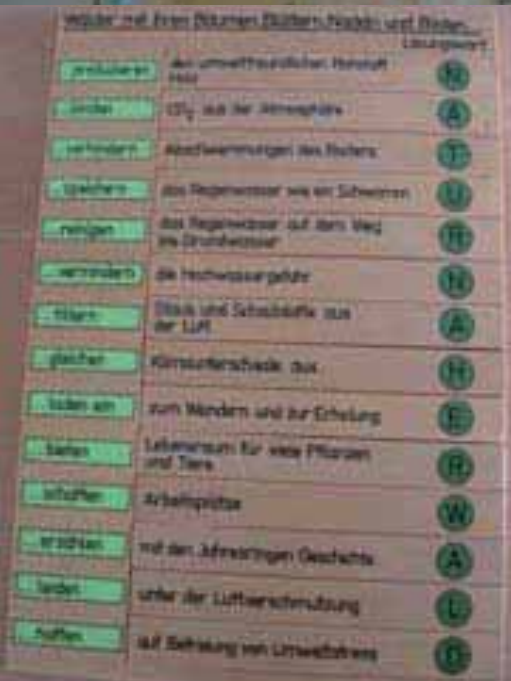 Wälder mit ihren Bäumen, Blättern, Nadeln und Böden...
Lösungswort
produzieren den umweltfreundlichen Rohstoff N
Holz
binden CO₂ aus der Atmosphäre A
verhindern Abschwemmungen des Bodens T
speichern das Regenwasser wie ein Schwamm U
reinigen das Regenwasser auf dem Weg R
ins Grundwasser
vermindern die Hochwassergefahr N
filtern Staub und Schadstoffe aus A
der Luft
gleichen Klimaunterschiede aus H
laden ein zum Wandern und zur Erholung E
bieten Lebensraum für viele Pflanzen R
und Tiere
schaffen Arbeitsplätze W
erzählen mit den Jahresringen Geschichte A
leiden unter der Luftverschmutzung L
hoffen auf Befreiung von Umweltstress D